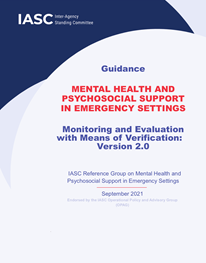 IASC Inter-Agency
Standing Committee
Guidance
MENTAL HEALTH AND
PSYCHOSOCIAL SUPPORT
IN EMERGENCY SETTINGS
Monitoring and Evaluation
with Means of Verification:
Version 2.0
IASC Reference Group on Mental Health and
Psychosocial Support in Emergency Settings
September 2021
Endorsed by the IASC Operational Policy and Advocacy Group
(OPAG)